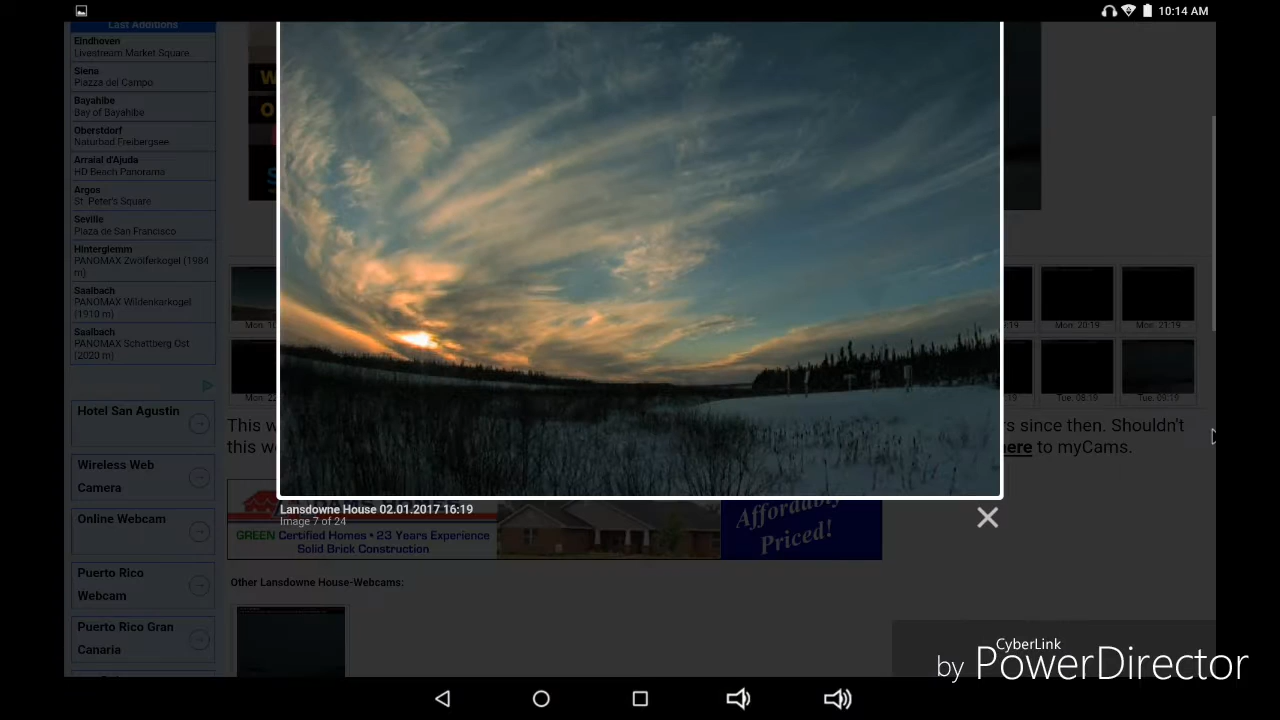 10:14 AM
Last Additions
Eindhoven
Livestream Market Square...
Siena
Piazza del Campo
Bayahibe
Bay of Bayahibe
Oberstdorf
Naturbad Freibergsee
Arraial d'Ajuda
HD Beach Panorama
Argos
St. Peter's Square
Seville
Plaza de San Francisco
Hinterglemm
PANOMAX Zwölferkogel (1984
m)
Saalbach
PANOMAX Wildenkarkogel
(1910 m)
Saalbach
PANOMAX Schattberg Ost
(2020 m)
Hotel San Agustin
Wireless Web
Camera
Online Webcam
Puerto Rico
Webcam
Puerto Rico Gran
Canaria
Mon. 20:19
Mon. 21:19
Tue. 08:19
Tue. 09:19
This
s since then. Shouldn't
this
to myCams.
Lansdowne House 02.01.2017 16:19
Image 7 of 24
GREEN Certified Homes • 23 Years Experience
Solid Brick Construction
Affordably
Priced!
Other Lansdowne House-Webcams:
CyberLink
by PowerDirector